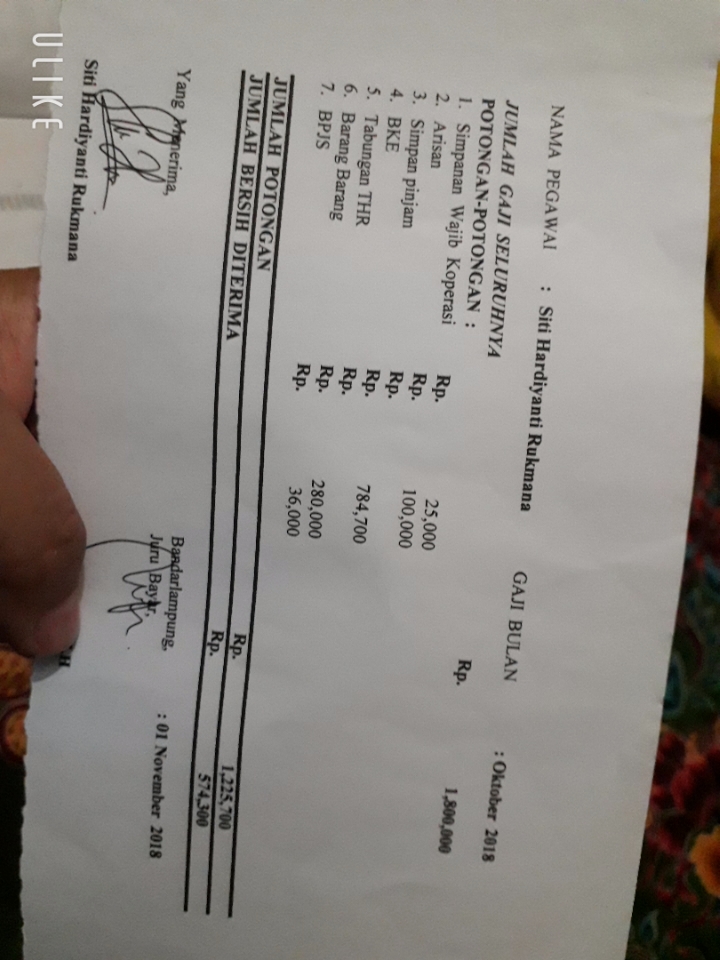 NAMA PEGAWAI : Siti Hardiyanti Rukmana GAJI BULAN : Oktober 2018
JUMLAH GAJI SELURUHNYA Rp. 1,800,000
POTONGAN-POTONGAN :
1. Simpanan Wajib Koperasi Rp. 25,000
2. Arisan Rp. 100,000
3. Simpan pinjam Rp.
4. BKE Rp. 784,700
5. Tabungan THR Rp.
6. Barang Barang Rp. 280,000
7. BPJS Rp. 36,000
JUMLAH POTONGAN Rp. 1,225,700
JUMLAH BERSIH DITERIMA Rp. 574,300
Yang Menerima, Bandarlampung, : 01 November 2018
Juru Bayar,
Siti Hardiyanti Rukmana
ULIKE